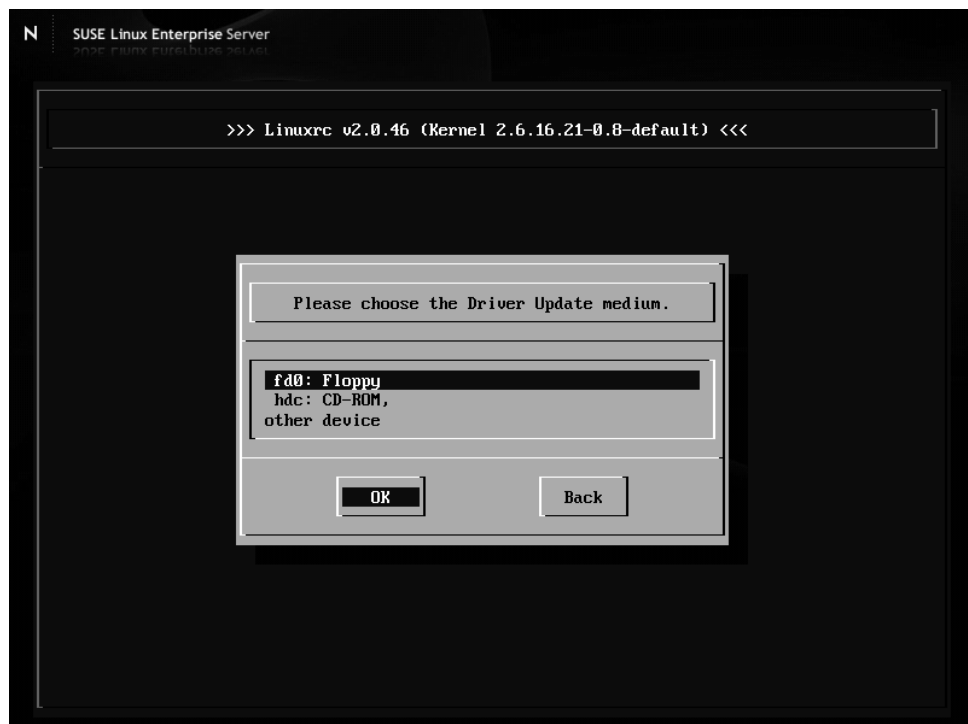 N SUSE Linux Enterprise Server
>>> Linuxrc v2.0.46 (Kernel 2.6.16.21-0.8-default) <<<
Please choose the Driver Update medium.
fd0: Floppy
hdc: CD-ROM,
other device
OK Back